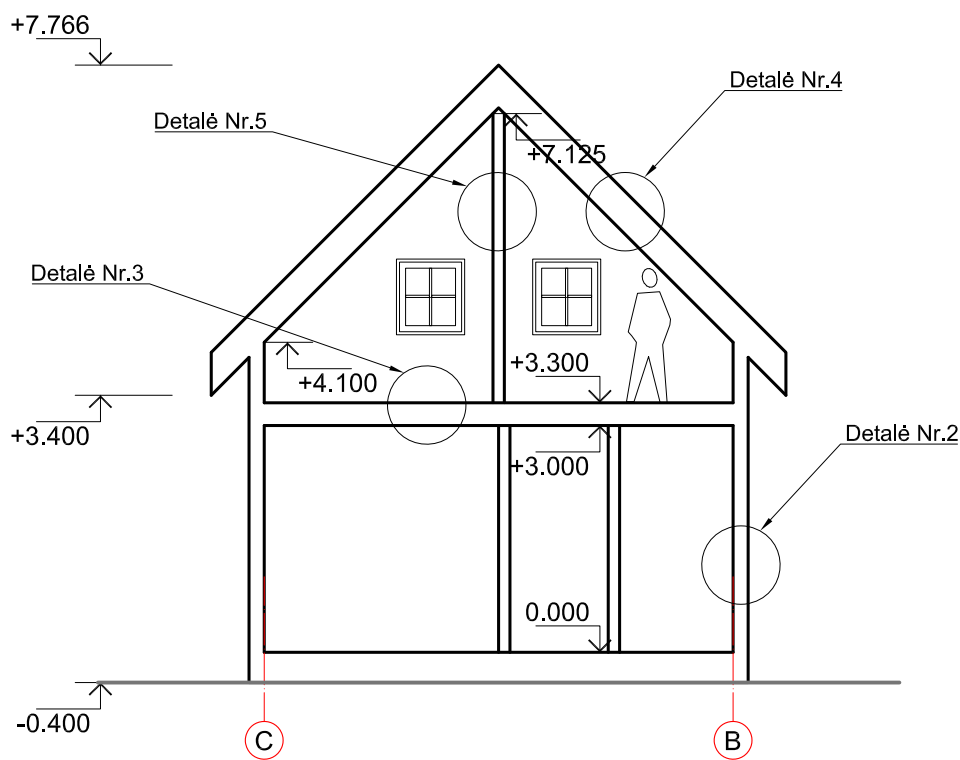 +7.766
Detalė Nr.4
Detalė Nr.5
+7.125
Detalė Nr.3
+3.300
+4.100
+3.400
Detalė Nr.2
+3.000
0.000
-0.400
C
B